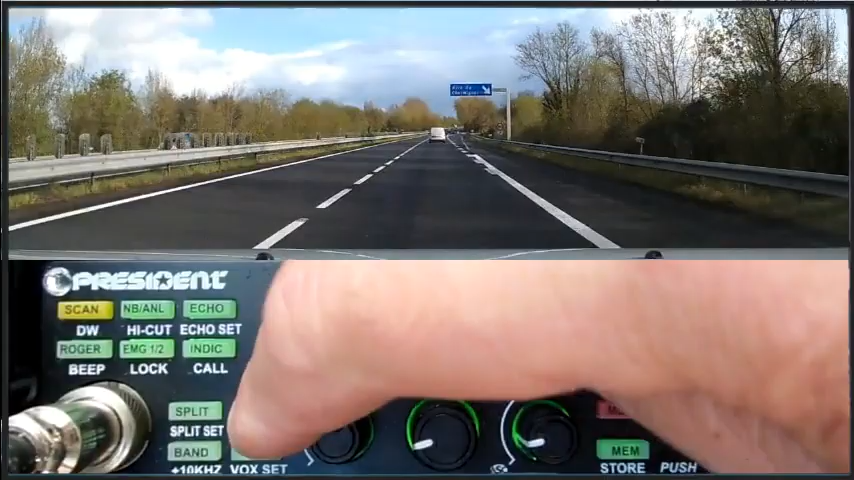 PRESIDENT
SCAN NB/ANL ECHO
DW HI-CUT ECHO SET
ROGER EMG 1/2 INDIC
BEEP LOCK CALL
SPLIT
SPLIT SET
BAND
+10KHZ VOX SET
MEM
STORE PUSH